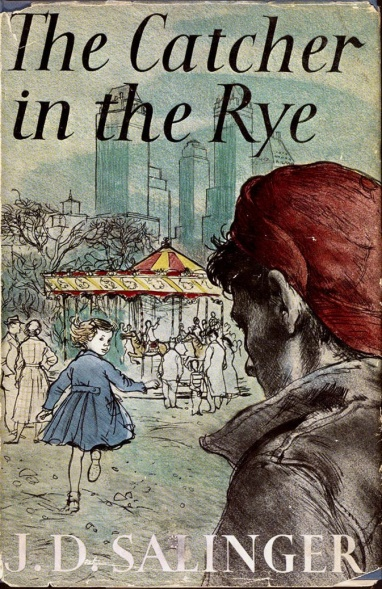 The Catcher
in the Rye
J. D. SALINGER